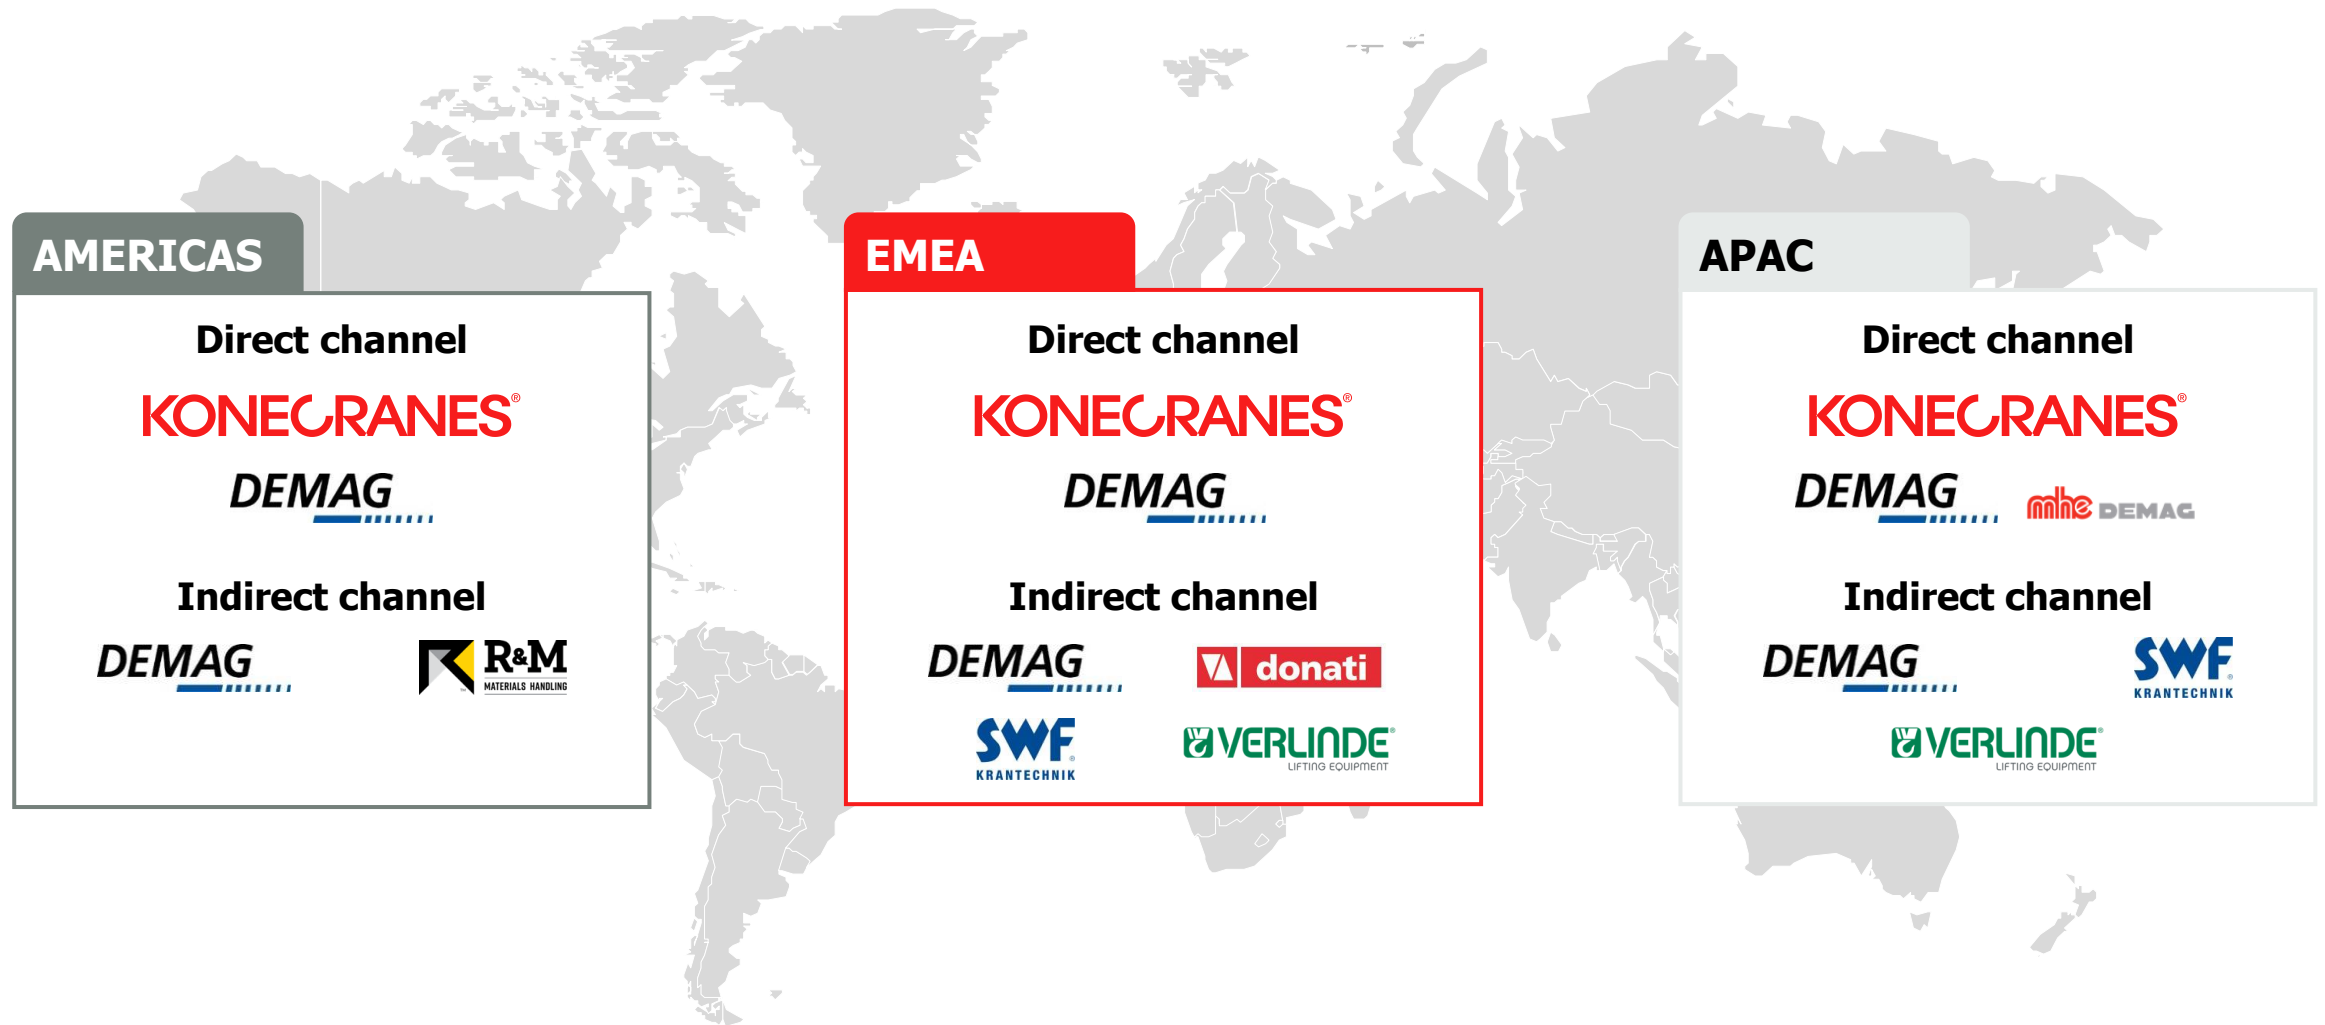 AMERICAS
Direct channel
KONECRANES®
DEMAG
Indirect channel
DEMAG
R&M
MATERIALS HANDLING
EMEA
Direct channel
KONECRANES®
DEMAG
Indirect channel
DEMAG
donati
SWF®
KRANTECHNIK
VERLINDE®
LIFTING EQUIPMENT
APAC
Direct channel
KONECRANES®
DEMAG
mhe DEMAG
Indirect channel
DEMAG
SWF®
KRANTECHNIK
VERLINDE®
LIFTING EQUIPMENT